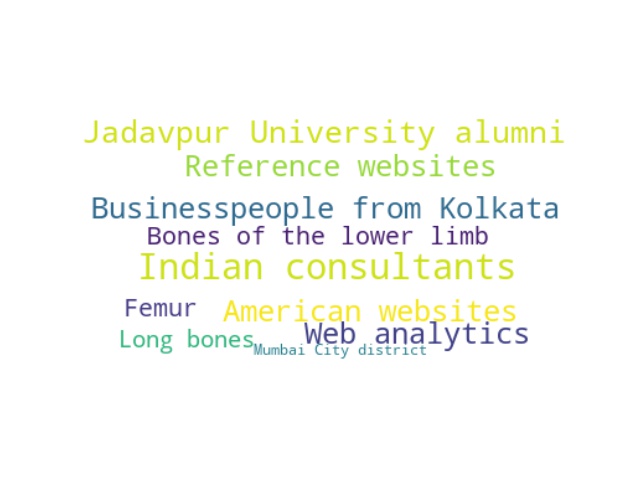 Jadavpur University alumni
Reference websites
Businesspeople from Kolkata
Bones of the lower limb
Indian consultants
Femur
American websites
Web analytics
Long bones
Mumbai City district